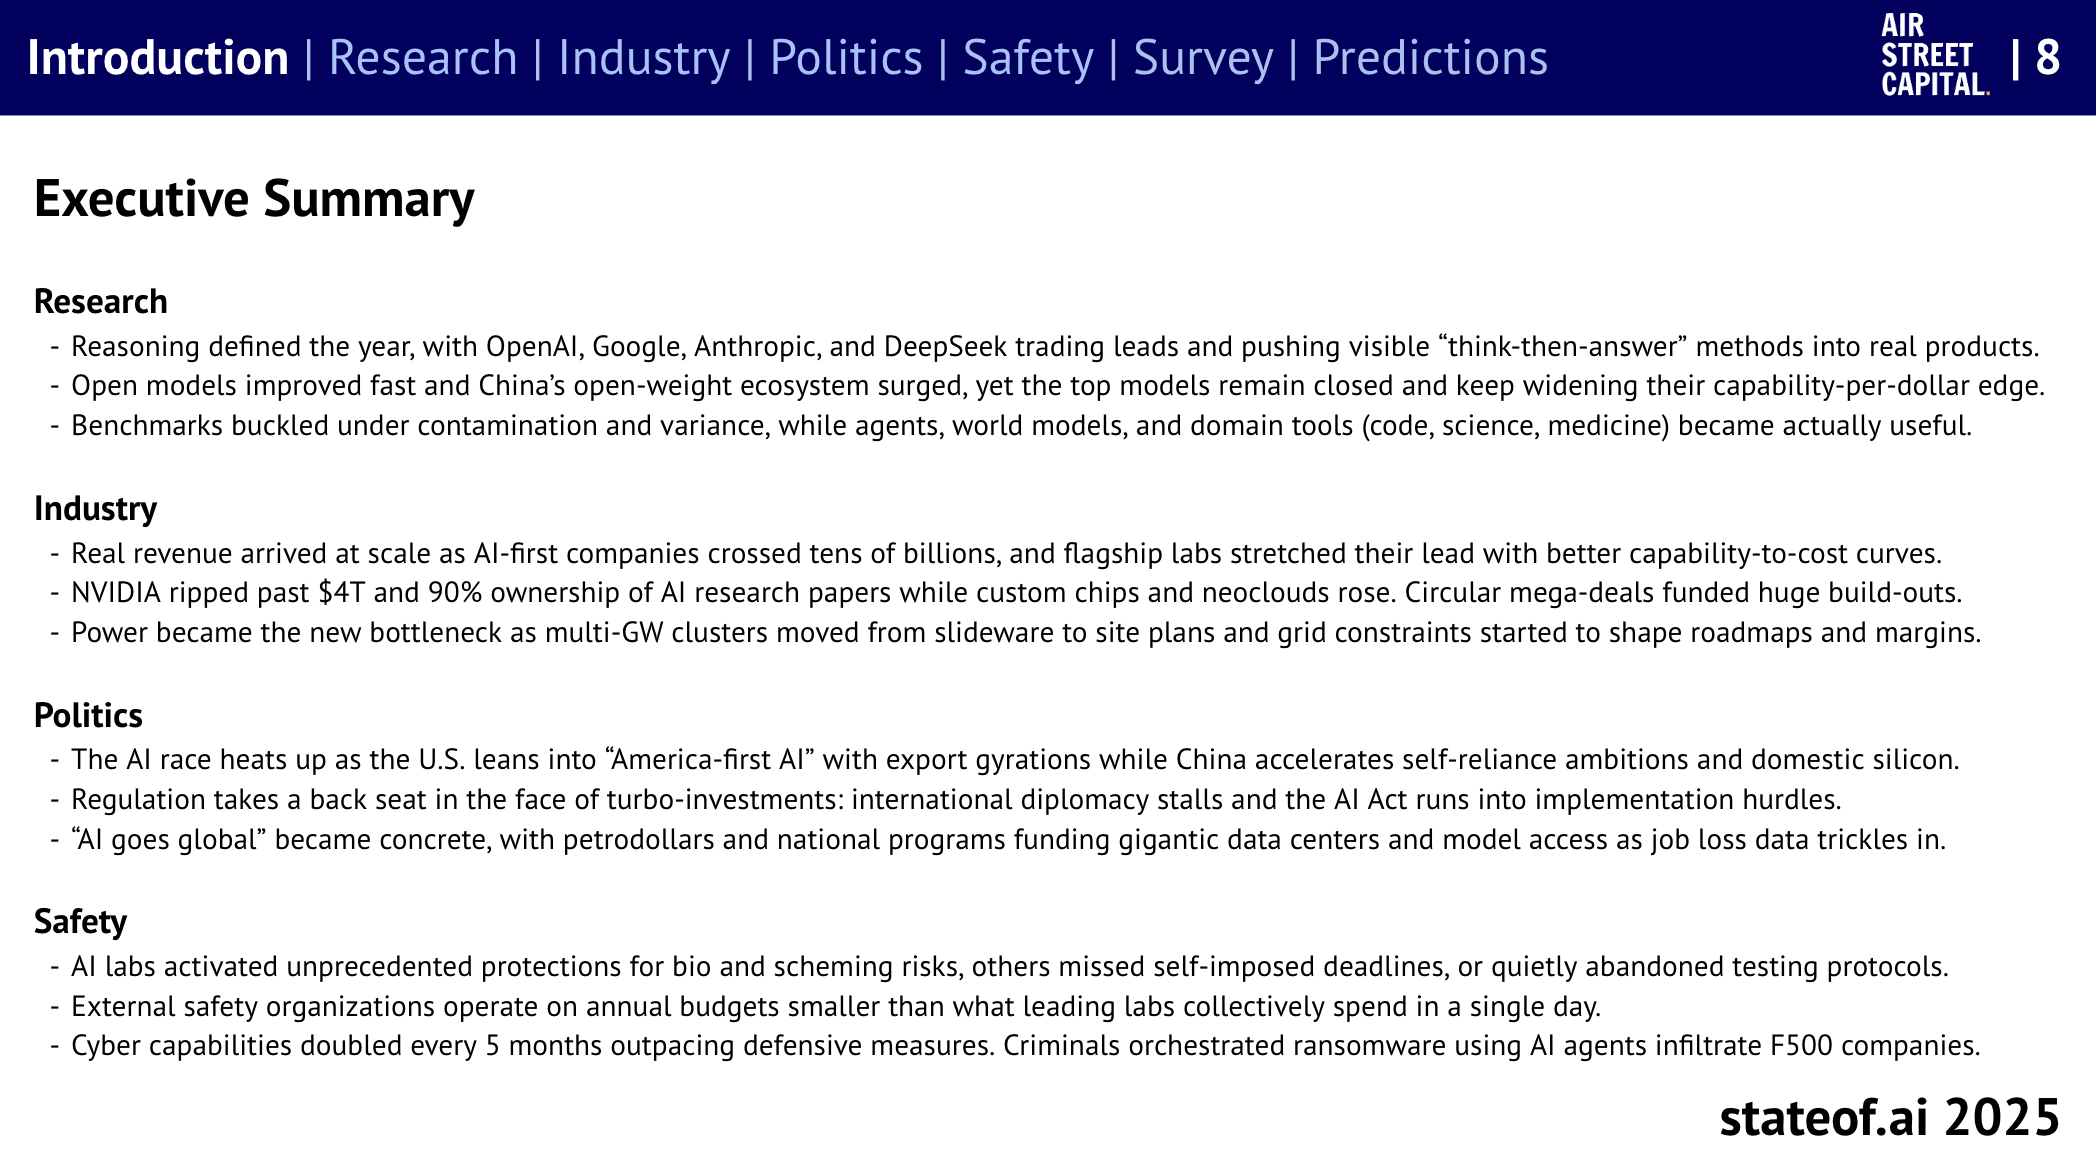 Introduction | Research | Industry | Politics | Safety | Survey | Predictions
AIR
STREET
CAPITAL.
| 8
Executive Summary
Research
- Reasoning defined the year, with OpenAI, Google, Anthropic, and DeepSeek trading leads and pushing visible “think-then-answer” methods into real products.
- Open models improved fast and China’s open-weight ecosystem surged, yet the top models remain closed and keep widening their capability-per-dollar edge.
- Benchmarks buckled under contamination and variance, while agents, world models, and domain tools (code, science, medicine) became actually useful.
Industry
- Real revenue arrived at scale as AI-first companies crossed tens of billions, and flagship labs stretched their lead with better capability-to-cost curves.
- NVIDIA ripped past $4T and 90% ownership of AI research papers while custom chips and neoclouds rose. Circular mega-deals funded huge build-outs.
- Power became the new bottleneck as multi-GW clusters moved from slideware to site plans and grid constraints started to shape roadmaps and margins.
Politics
- The AI race heats up as the U.S. leans into “America-first AI” with export gyrations while China accelerates self-reliance ambitions and domestic silicon.
- Regulation takes a back seat in the face of turbo-investments: international diplomacy stalls and the AI Act runs into implementation hurdles.
- “AI goes global” became concrete, with petrodollars and national programs funding gigantic data centers and model access as job loss data trickles in.
Safety
- AI labs activated unprecedented protections for bio and scheming risks, others missed self-imposed deadlines, or quietly abandoned testing protocols.
- External safety organizations operate on annual budgets smaller than what leading labs collectively spend in a single day.
- Cyber capabilities doubled every 5 months outpacing defensive measures. Criminals orchestrated ransomware using AI agents infiltrate F500 companies.
stateof.ai 2025